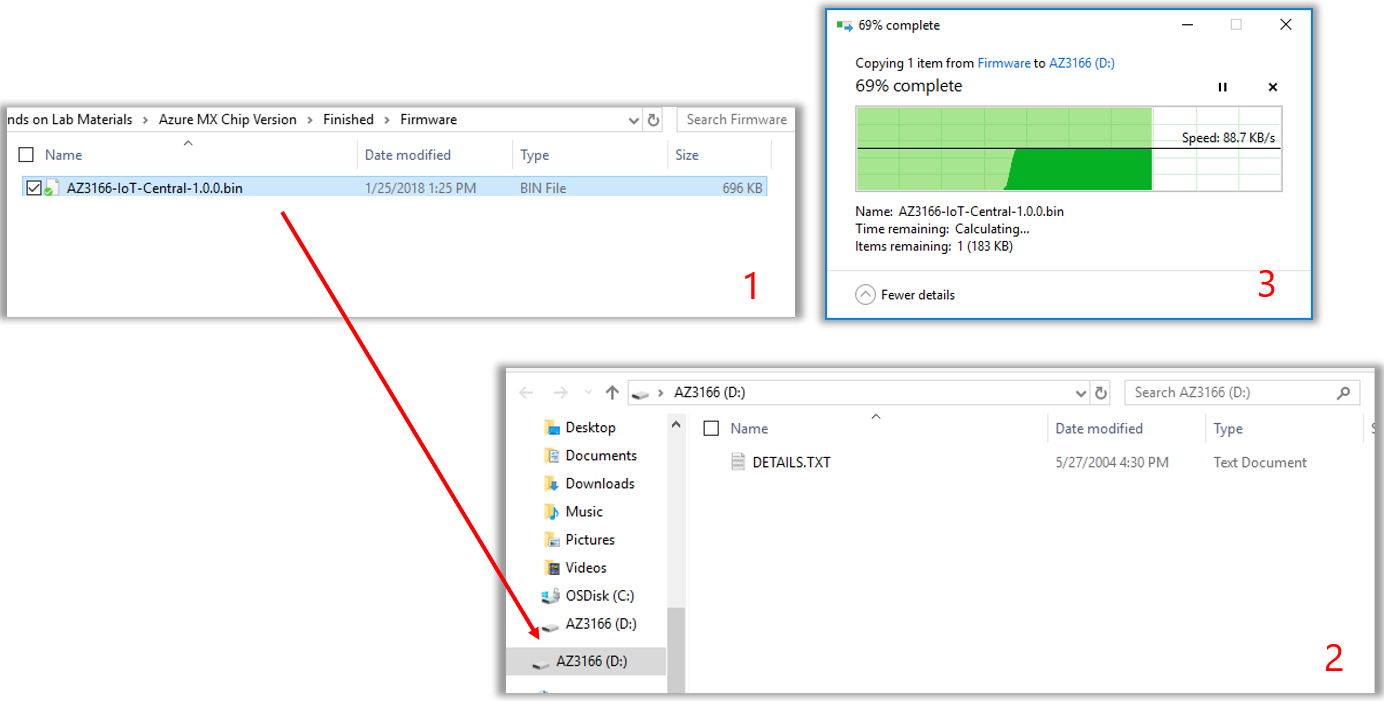 nds on Lab Materials > Azure MX Chip Version > Finished > Firmware
Search Firmware
Name Date modified Type Size
AZ3166-IoT-Central-1.0.0.bin 1/25/2018 1:25 PM BIN File 696 KB
1
69% complete
Copying 1 item from Firmware to AZ3166 (D:)
69% complete
Speed: 88.7 KB/s
Name: AZ3166-IoT-Central-1.0.0.bin
Time remaining: Calculating...
Items remaining: 1 (183 KB)
Fewer details
3
> AZ3166 (D:)
Search AZ3166 (D:)
Desktop
Documents
Downloads
Music
Pictures
Videos
OSDisk (C:)
AZ3166 (D:)
AZ3166 (D:)
Name Date modified Type S
DETAILS.TXT 5/27/2004 4:30 PM Text Document
2